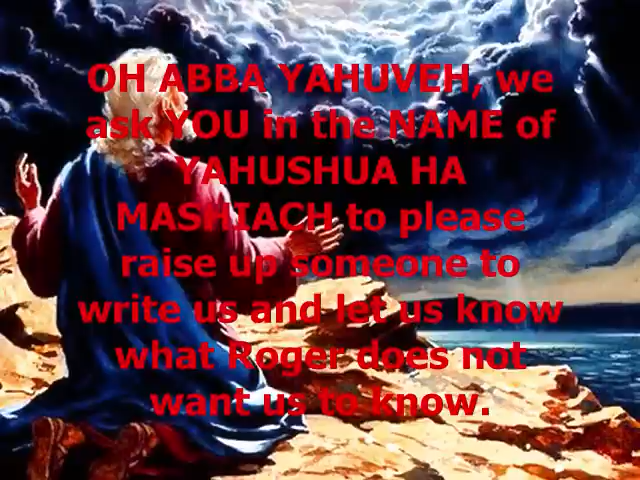 OH ABBA YAHUVEH, we
ask YOU in the NAME of
YAHUSHUA HA
MASHIACH to please
raise up someone to
write us and let us know
what Roger does not
want us to know.